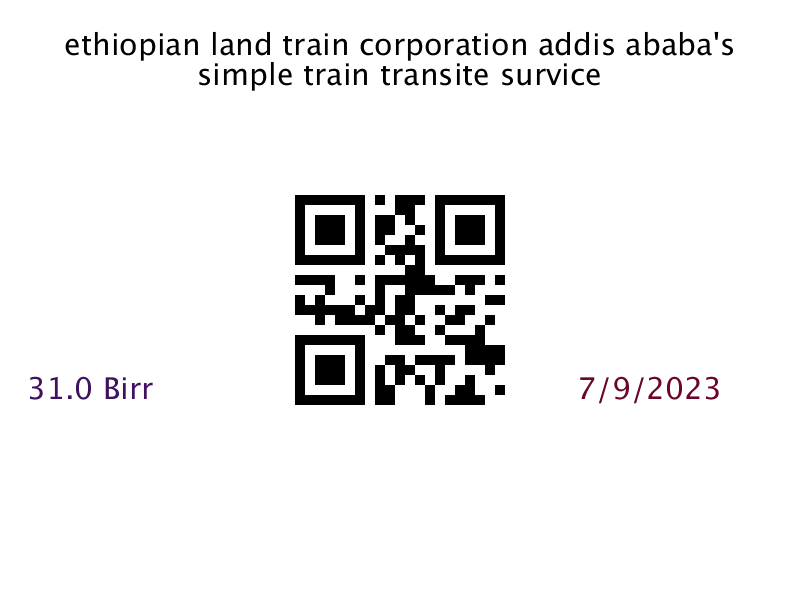 ethiopian land train corporation addis ababa's
simple train transite survice
31.0 Birr
7/9/2023